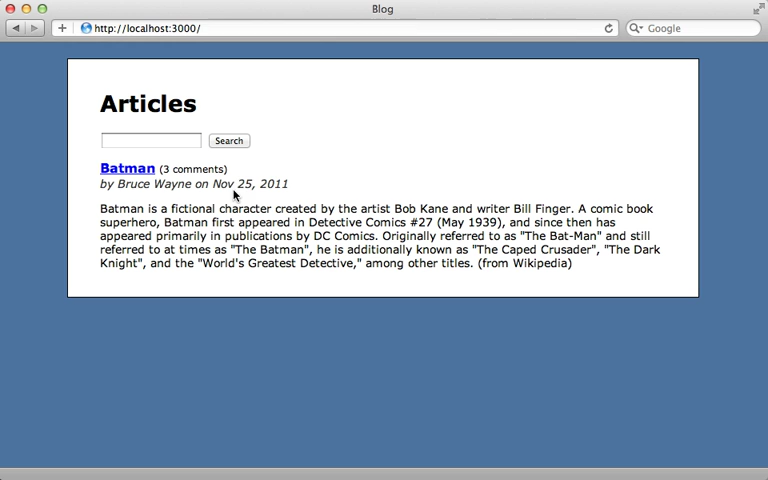 Blog
http://localhost:3000/
Google
Articles
Search
Batman (3 comments)
by Bruce Wayne on Nov 25, 2011
Batman is a fictional character created by the artist Bob Kane and writer Bill Finger. A comic book
superhero, Batman first appeared in Detective Comics #27 (May 1939), and since then has
appeared primarily in publications by DC Comics. Originally referred to as "The Bat-Man" and still
referred to at times as "The Batman", he is additionally known as "The Caped Crusader", "The Dark
Knight", and the "World's Greatest Detective," among other titles. (from Wikipedia)